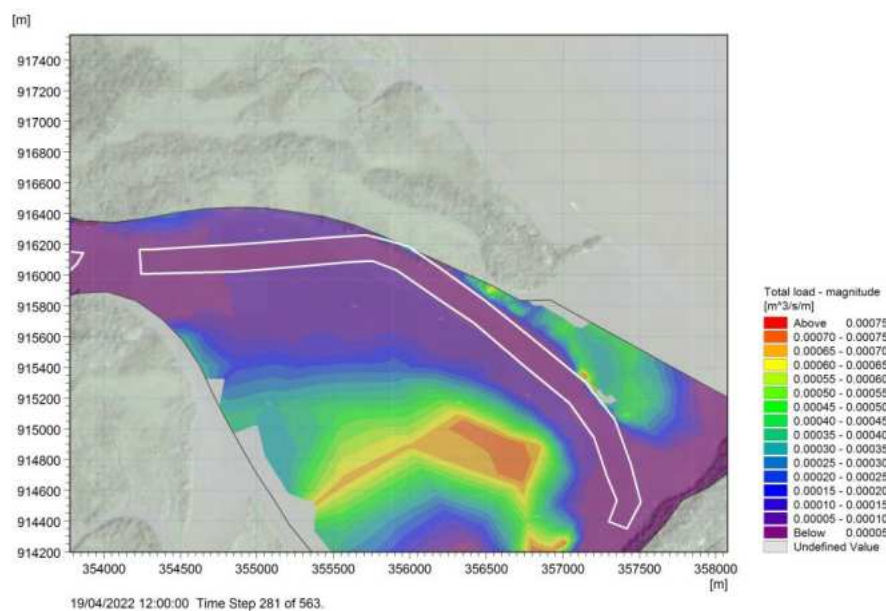 [m]
917400
917200
917000
916800
916600
916400
916200
916000
915800
915600
915400
915200
915000
914800
914600
914400
914200
354000 354500 355000 355500 356000 356500 357000 357500 358000
[m]
19/04/2022 12:00:00 Time Step 281 of 563.
Total load - magnitude
[m^3/s/m]
Above 0.00075
0.00070 - 0.00075
0.00065 - 0.00070
0.00060 - 0.00065
0.00055 - 0.00060
0.00050 - 0.00055
0.00045 - 0.00050
0.00040 - 0.00045
0.00035 - 0.00040
0.00030 - 0.00035
0.00025 - 0.00030
0.00020 - 0.00025
0.00015 - 0.00020
0.00010 - 0.00015
0.00005 - 0.00010
Below 0.00005
Undefined Value